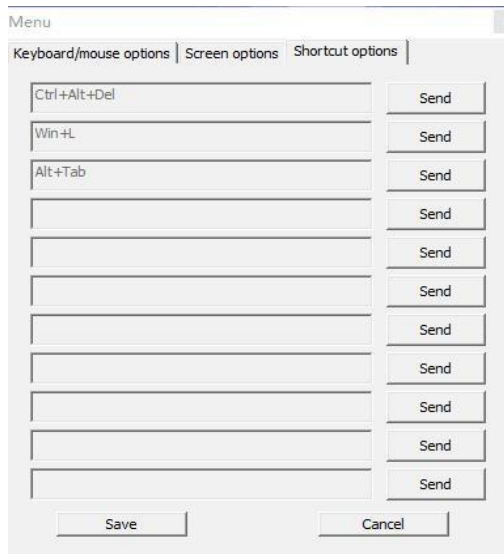 Menu
Keyboard/mouse options Screen options Shortcut options
Ctrl+Alt+Del Send
Win+L Send
Alt+Tab Send
Send
Send
Send
Send
Send
Send
Send
Send
Save Cancel